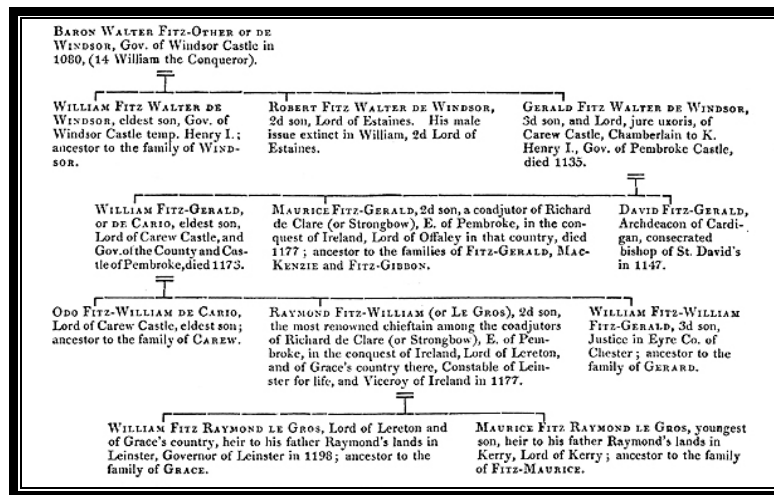 BARON WALTER FITZ-OTHER OF DE
WINDSOR, Gov. of Windsor Castle in
1080, (14 William the Conqueror).
WILLIAM FITZ WALTER DE
WINDSOR, eldest son, Gov. of
Windsor Castle temp. Henry I.;
ancestor to the family of WIND-
SOR.
ROBERT FITZ WALTER DE WINDSOR,
2d son, Lord of Estaines. His male
issue extinct in William, 2d Lord of
Estaines.
GERALD FITZ WALTER DE WINDSOR,
3d son, and Lord, jure uxoris, of
Carew Castle, Chamberlain to K.
Henry I., Gov. of Pembroke Castle,
died 1135.
WILLIAM FITZ-GERALD,
or DE CARIO, eldest son,
Lord of Carew Castle, and
Gov. of the County and Cas-
tle of Pembroke, died 1173.
MAURICE FITZ-GERALD, 2d son, a coadjutor of Richard
de Clare (or Strongbow), E. of Pembroke, in the con-
quest of Ireland, Lord of Offaley in that country, died
1177; ancestor to the families of FITZ-GERALD, MAC-
KENZIE and FITZ-GIBBON.
DAVID FITZ-GERALD,
Archdeacon of Cardi-
gan, consecrated
bishop of St. David's
in 1147.
ODO FITZ-WILLIAM DE CARIO,
Lord of Carew Castle, eldest son;
ancestor to the family of CAREW.
RAYMOND FITZ-WILLIAM (or LE GROS), 2d son,
the most renowned chieftain among the coadjutors
of Richard de Clare (or Strongbow), E. of Pem-
broke, in the conquest of Ireland, Lord of Lereton,
and of Grace's country there, Constable of Lein-
ster for life, and Viceroy of Ireland in 1177.
WILLIAM FITZ-WILLIAM
FITZ-GERALD, 3d son,
Justice in Eyre Co. of
Chester; ancestor to the
family of GERARD.
WILLIAM FITZ RAYMOND LE GROS, Lord of Lereton and
of Grace's country, heir to his father Raymond's lands in
Leinster, Governor of Leinster in 1198; ancestor to the
family of GRACE.
MAURICE FITZ RAYMOND LE GROS, youngest
son, heir to his father Raymond's lands in
Kerry, Lord of Kerry; ancestor to the family
of FITZ-MAURICE.